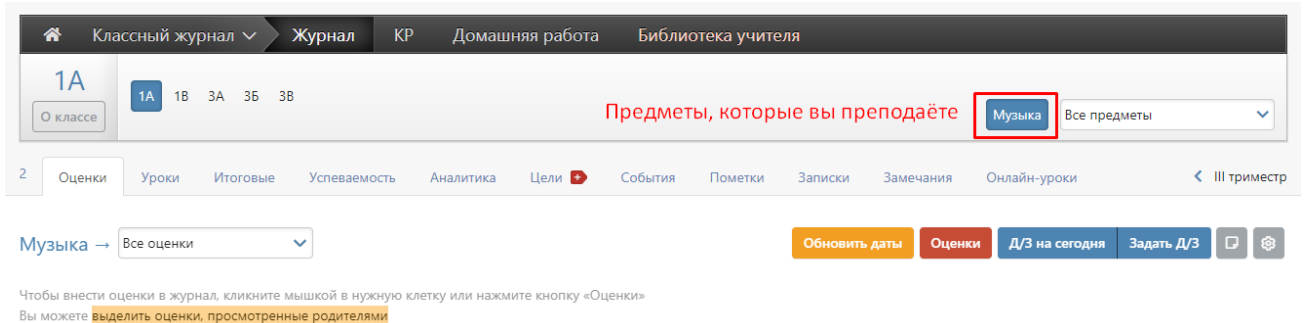 Классный журнал Журнал КР Домашняя работа Библиотека учителя
1А
О классе
1А 1В 3А 3Б 3В
Предметы, которые вы преподаёте
Музыка Все предметы
2 Оценки Уроки Итоговые Успеваемость Аналитика Цели + События Пометки Записки Замечания Онлайн-уроки III триместр
Музыка → Все оценки Обновить даты Оценки Д/З на сегодня Задать Д/З
Чтобы внести оценки в журнал, кликните мышкой в нужную клетку или нажмите кнопку «Оценки»
Вы можете выделить оценки, просмотренные родителями